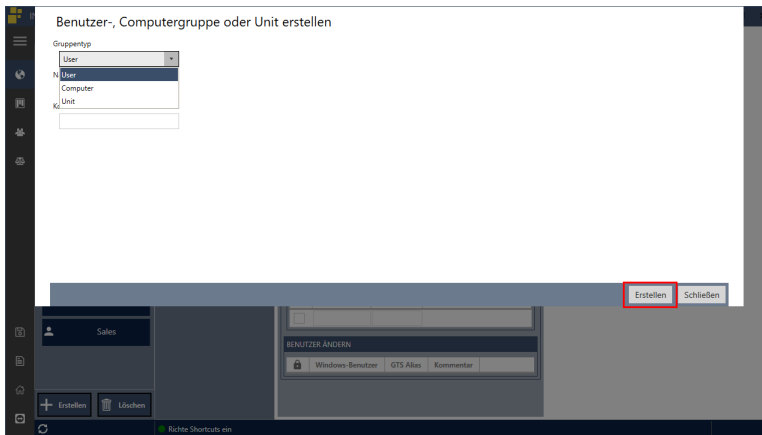 Benutzer-, Computergruppe oder Unit erstellen
Gruppentyp
User
User
Computer
Unit
Erstellen
Schließen
Sales
BENUTZER ÄNDERN
Windows-Benutzer GTS Alias Kommentar
Erstellen
Löschen
Richte Shortcuts ein